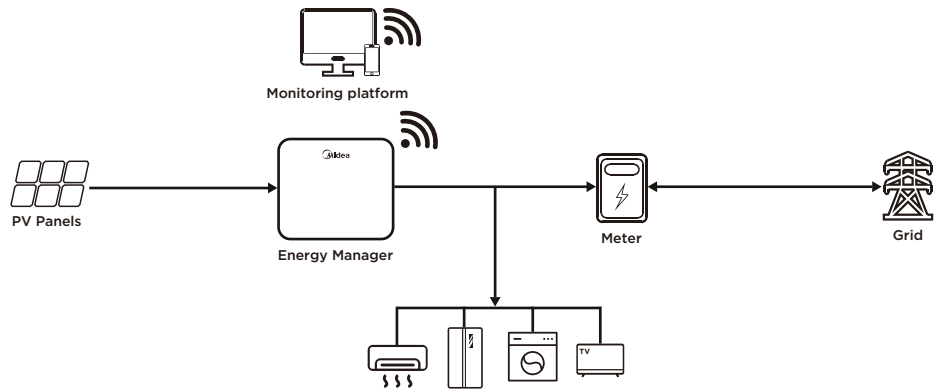 Monitoring platform
Midea
PV Panels
Energy Manager
Meter
Grid
TV